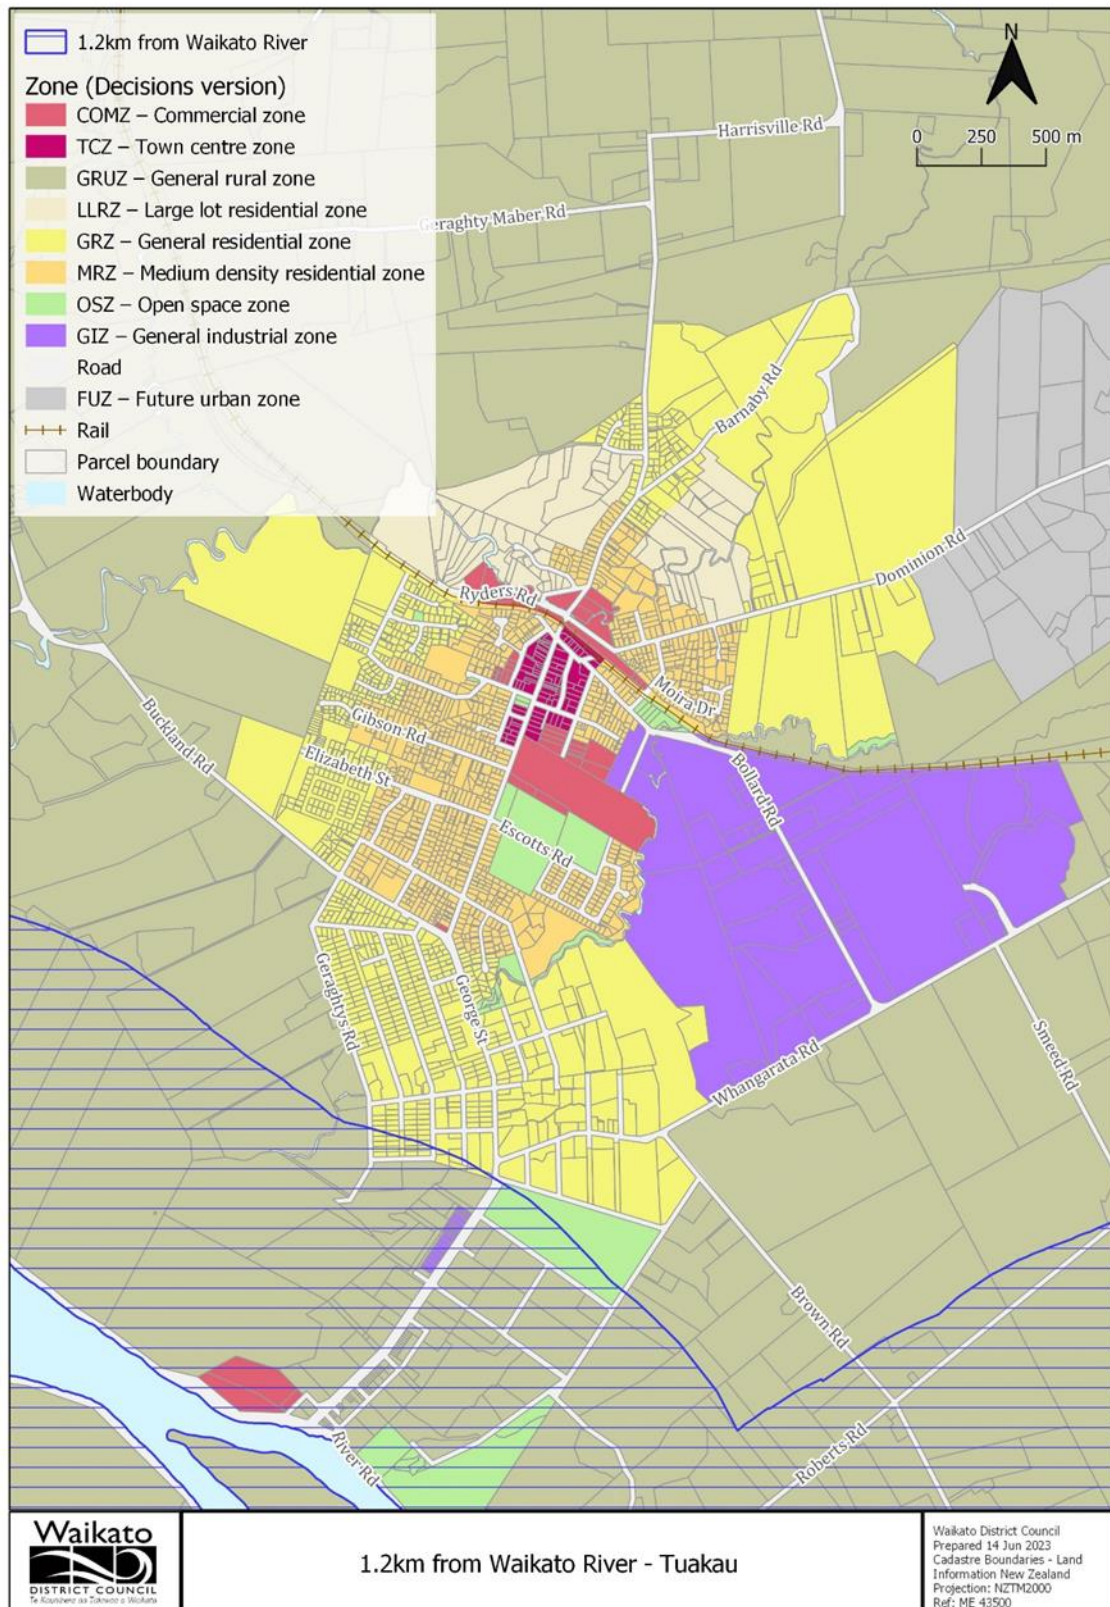 1.2km from Waikato River
Zone (Decisions version)
COMZ – Commercial zone
TCZ – Town centre zone
GRUZ – General rural zone
LLRZ – Large lot residential zone
GRZ – General residential zone
MRZ – Medium density residential zone
OSZ – Open space zone
GIZ – General industrial zone
Road
FUZ – Future urban zone
Rail
Parcel boundary
Waterbody
N
0 250 500 m
Harrisville Rd
Geraghty Maber Rd
Barnaby Rd
Dominion Rd
Ryders Rd
Moira Dr
Buckland Rd
Gibson Rd
Elizabeth St
Bollard Rd
Escotts Rd
Geraghtys Rd
George St
Smeed Rd
Whangarata Rd
Brown Rd
Roberts Rd
River Rd
Waikato
DISTRICT COUNCIL
1.2km from Waikato River - Tuakau
Waikato District Council
Prepared 14 Jun 2023
Cadastre Boundaries - Land
Information New Zealand
Projection: NZTM2000
Ref: ME 43500